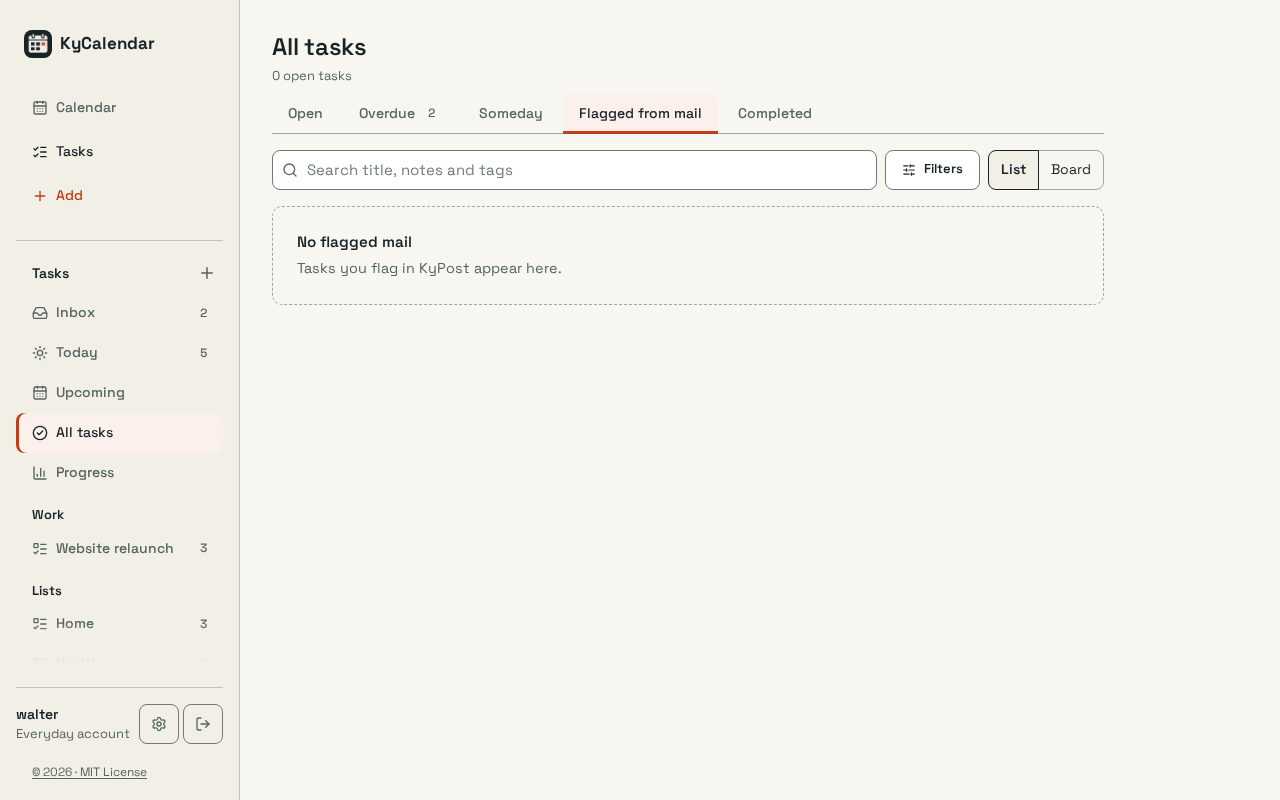 KyCalendar
Calendar
Tasks
Add
Tasks
Inbox 2
Today 5
Upcoming
All tasks
Progress
Work
Website relaunch 3
Lists
Home 3
walter
Everyday account
© 2026 · MIT License
All tasks
0 open tasks
Open Overdue 2 Someday Flagged from mail Completed
Search title, notes and tags Filters List Board
No flagged mail
Tasks you flag in KyPost appear here.